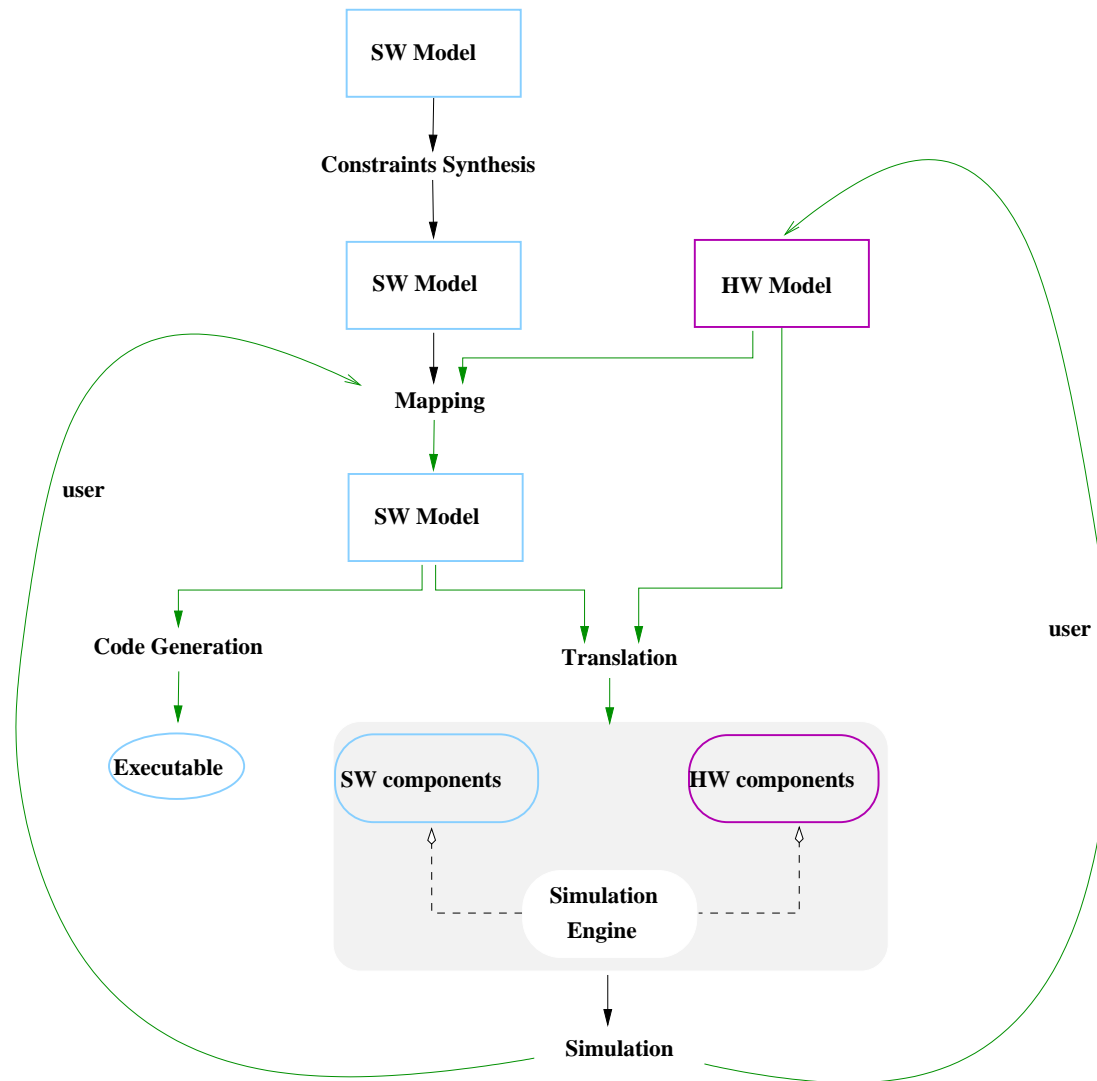 SW Model
Constraints Synthesis
SW Model
HW Model
Mapping
user
SW Model
Code Generation
Translation
user
Executable
SW components
HW components
Simulation
Engine
Simulation